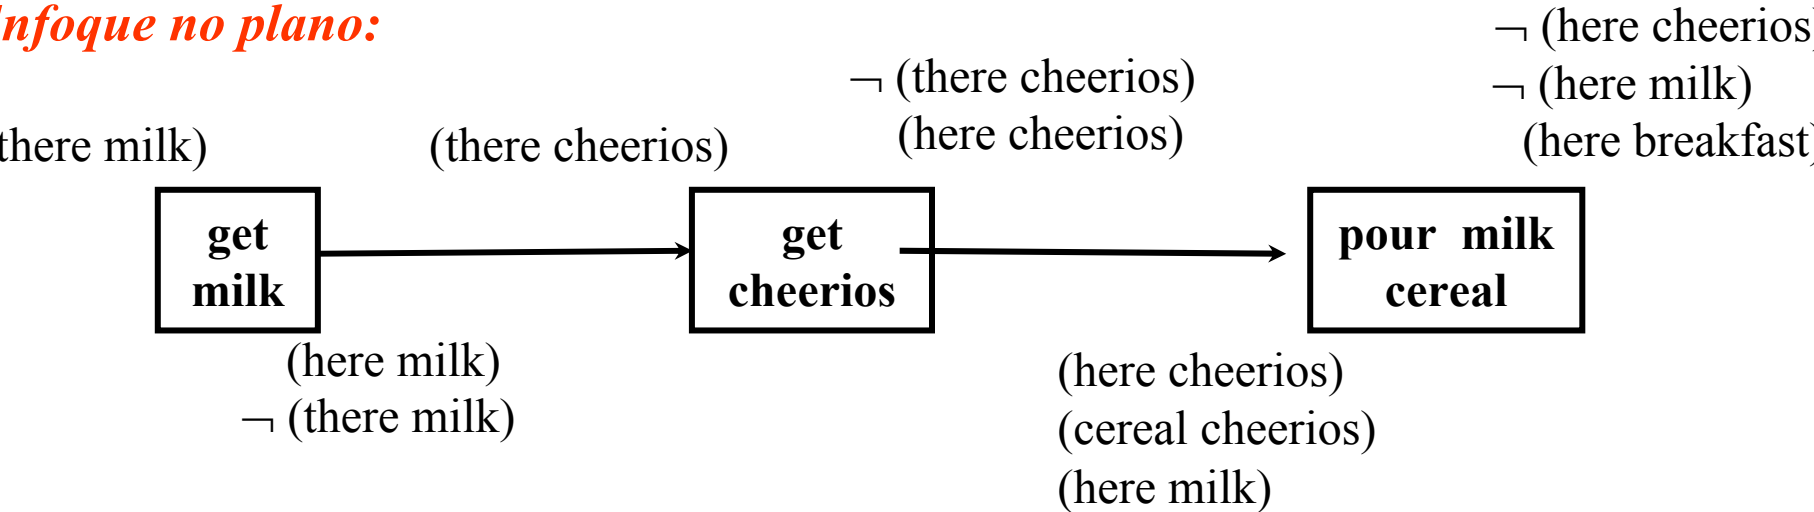 nfoque no plano:
¬ (here cheerios)
¬ (there cheerios)
¬ (here milk)
there milk)
(there cheerios)
(here cheerios)
(here breakfast)
get
milk
get
cheerios
pour milk
cereal
(here milk)
¬ (there milk)
(here cheerios)
(cereal cheerios)
(here milk)